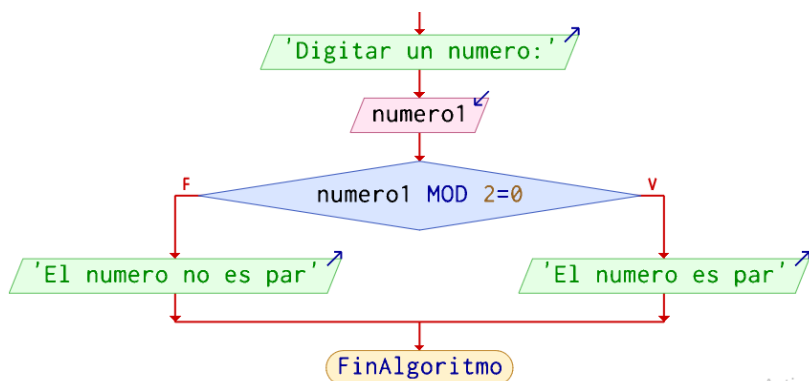 'Digitar un numero:'
numero1
F
V
numero1 MOD 2=0
'El numero no es par'
'El numero es par'
FinAlgoritmo